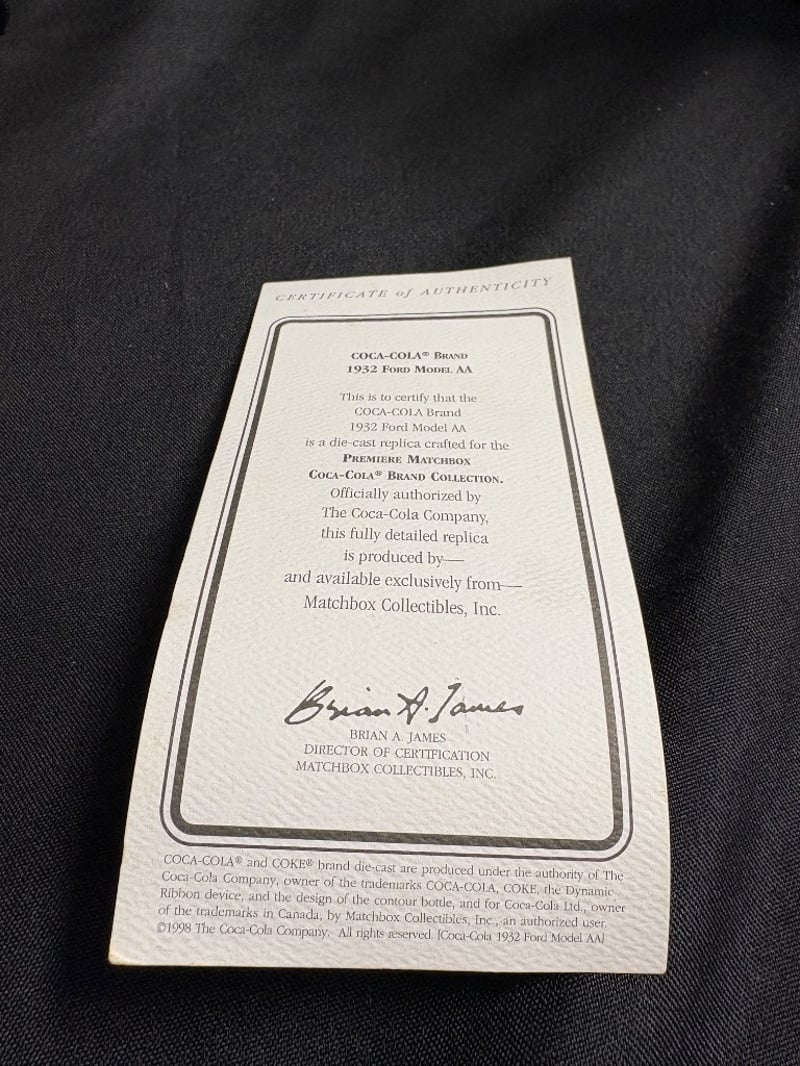 CERTIFICATE of AUTHENTICITY
COCA-COLA® BRAND
1932 FORD MODEL AA
This is to certify that the
COCA-COLA Brand
1932 Ford Model AA
is a die-cast replica crafted for the
PREMIERE MATCHBOX
COCA-COLA® BRAND COLLECTION.
Officially authorized by
The Coca-Cola Company,
this fully detailed replica
is produced by—
and available exclusively from—
Matchbox Collectibles, Inc.
Brian A. James
BRIAN A. JAMES
DIRECTOR OF CERTIFICATION
MATCHBOX COLLECTIBLES, INC.
COCA-COLA® and COKE® brand die-cast are produced under the authority of The
Coca-Cola Company, owner of the trademarks COCA-COLA, COKE, the Dynamic
Ribbon device, and the design of the contour bottle, and for Coca-Cola Ltd., owner
of the trademarks in Canada, by Matchbox Collectibles, Inc., an authorized user.
©1998 The Coca-Cola Company. All rights reserved. [Coca-Cola 1932 Ford Model AA]